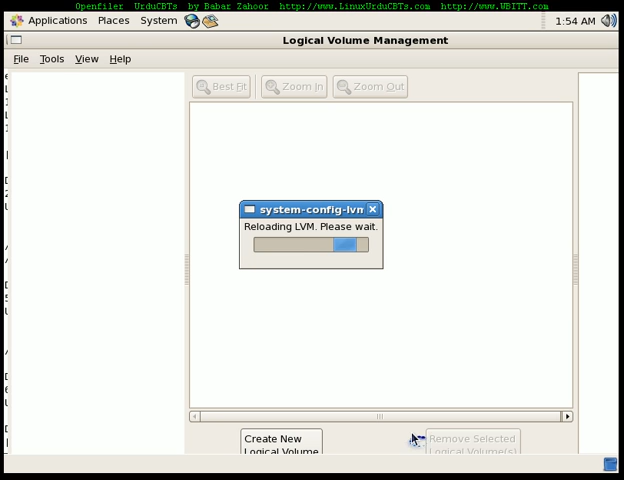 Openfiler UrduCBTs by Babar Zahoor http://www.LinuxUrduCBTs.com http://www.WBITT.com
Applications Places System 1:54 AM
Logical Volume Management
File Tools View Help
Best Fit Zoom In Zoom Out
system-config-lvm
Reloading LVM. Please wait.
Create New
Logical Volume
Remove Selected
Logical Volume(s)